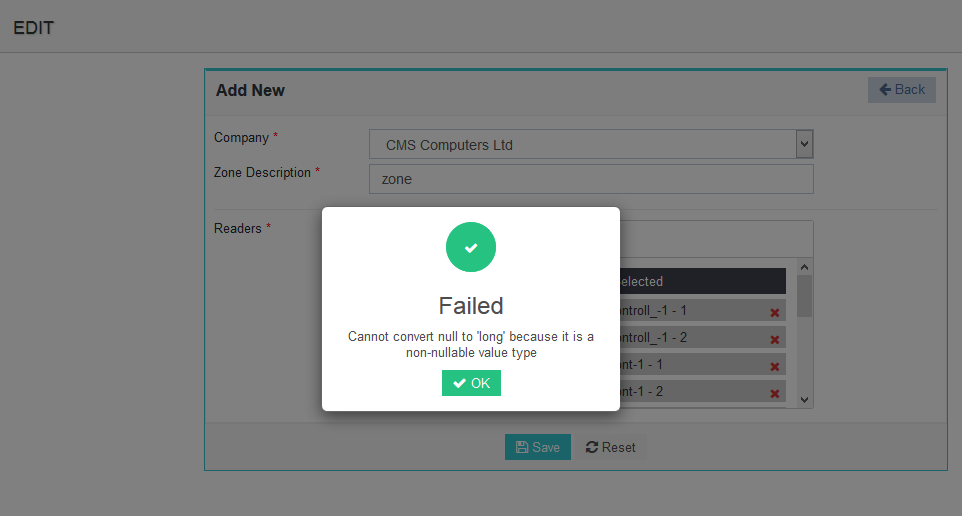 EDIT
Add New
Back
Company *
CMS Computers Ltd
Zone Description *
zone
Readers *
Failed
Cannot convert null to 'long' because it is a
non-nullable value type
OK
elected
ontroll_-1 - 1
ontroll_-1 - 2
ont-1 - 1
ont-1 - 2
Save
Reset